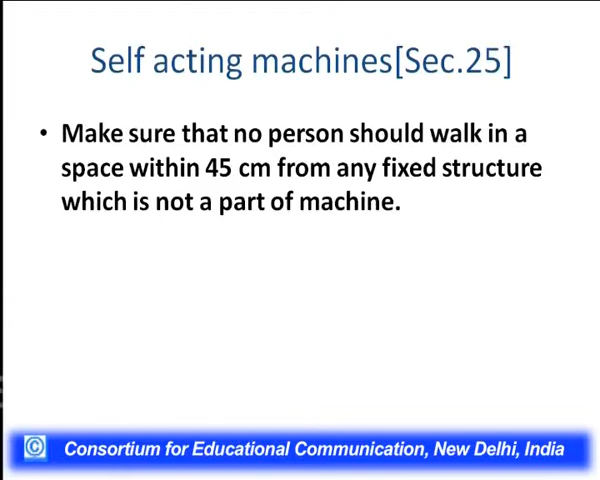 Self acting machines[Sec.25]
• Make sure that no person should walk in a
space within 45 cm from any fixed structure
which is not a part of machine.
© Consortium for Educational Communication, New Delhi, India